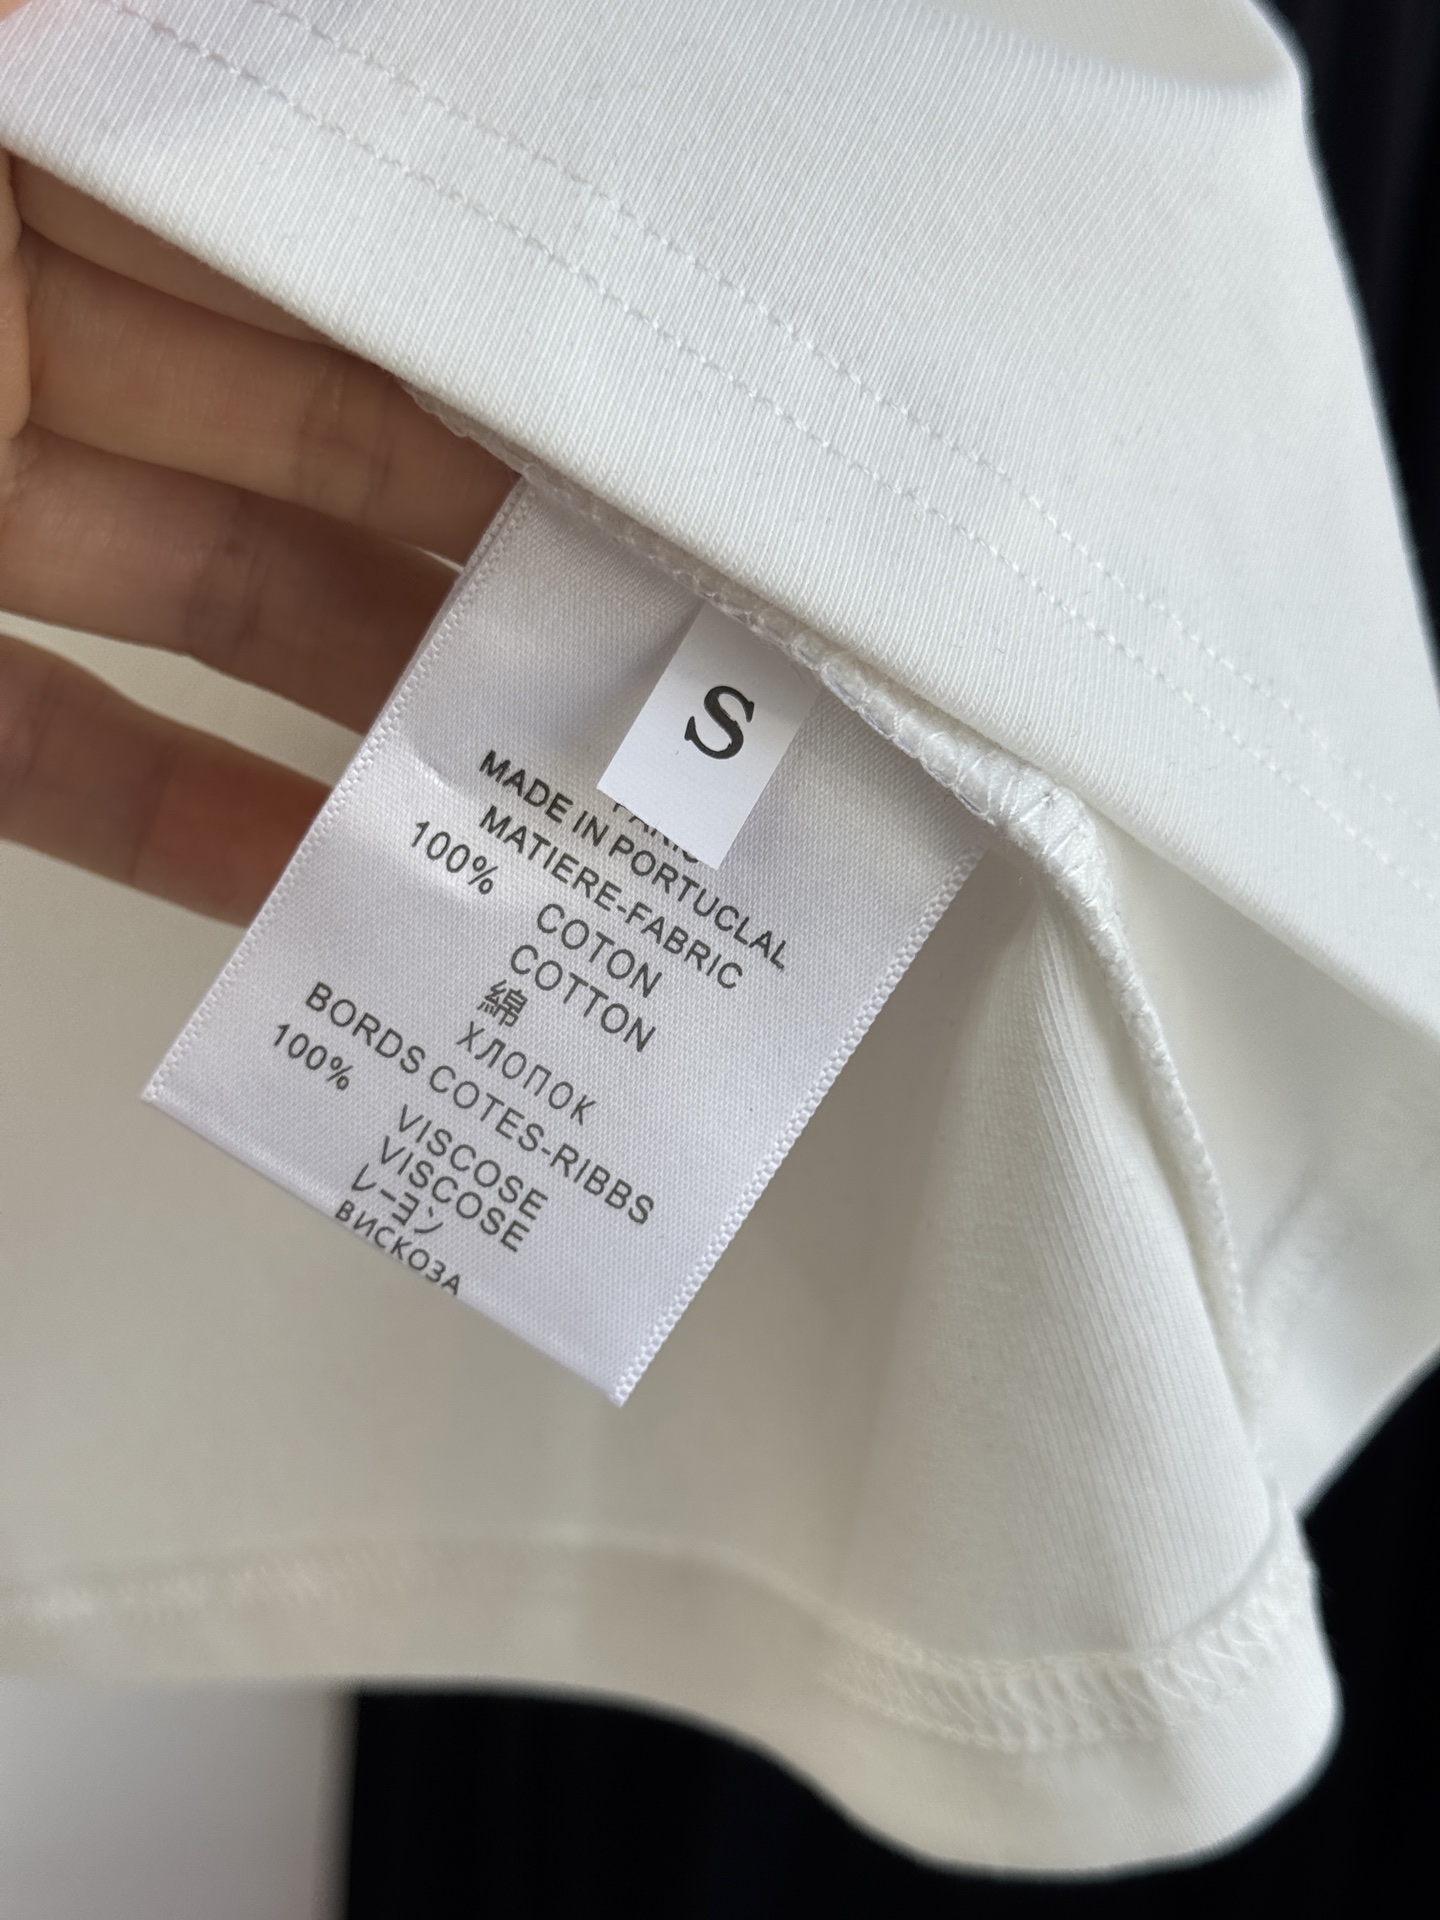 S
MADE IN PORTUCLAL
MATIERE-FABRIC
100%
COTON
COTTON
綿
ХЛОПОК
BORDS COTES-RIBBS
100%
VISCOSE
VISCOSE
レーヨン
ВИСКОЗА